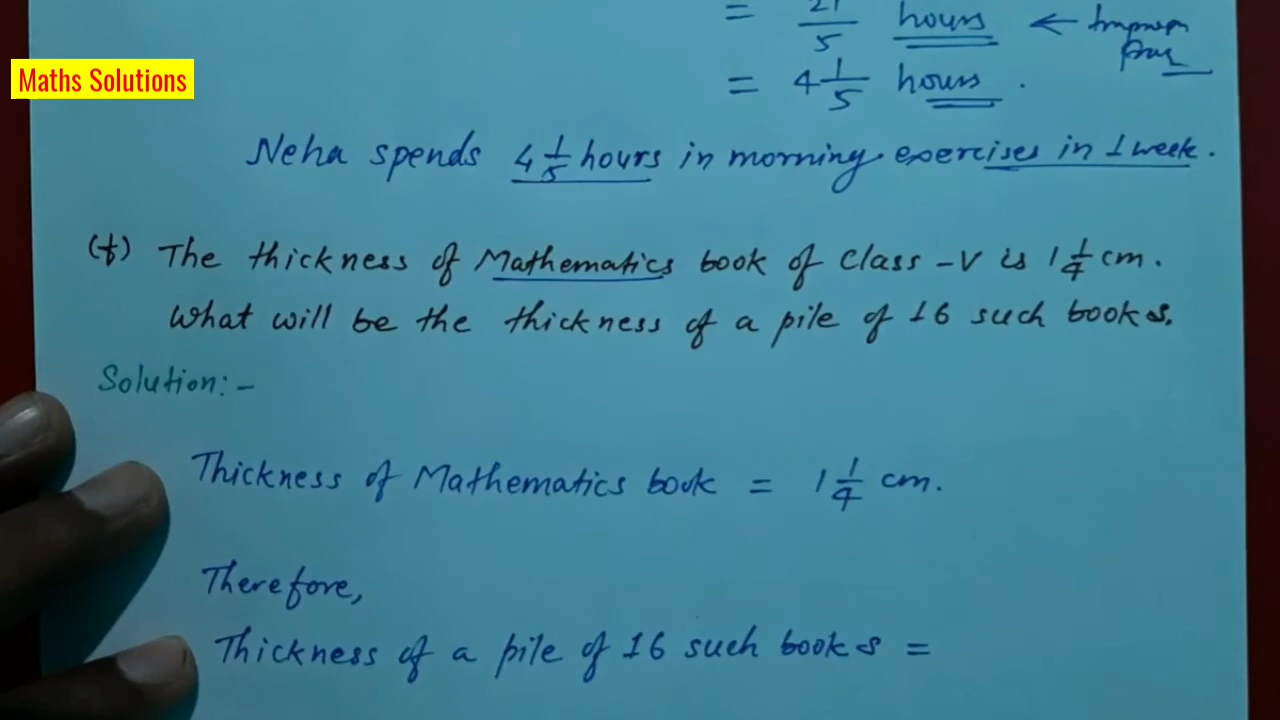 = 21/5 hours ←
Maths Solutions
= 4 1/5 hours .
Neha spends 4 1/5 hours in morning exercises in 1 week.
(f) The thickness of Mathematics book of Class -V is 1 1/4 cm.
What will be the thickness of a pile of 16 such books.
Solution:-
Thickness of Mathematics book = 1 1/4 cm.
Therefore,
Thickness of a pile of 16 such books =